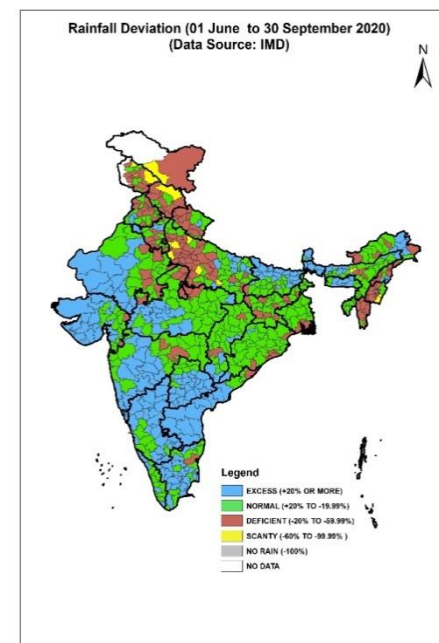 Rainfall Deviation (01 June to 30 September 2020)
(Data Source: IMD)
N
Legend
EXCESS (+20% OR MORE)
NORMAL (+20% TO -19.99%)
DEFICIENT (-20% TO -59.99%)
SCANTY (-60% TO -99.99% )
NO RAIN (-100%)
NO DATA